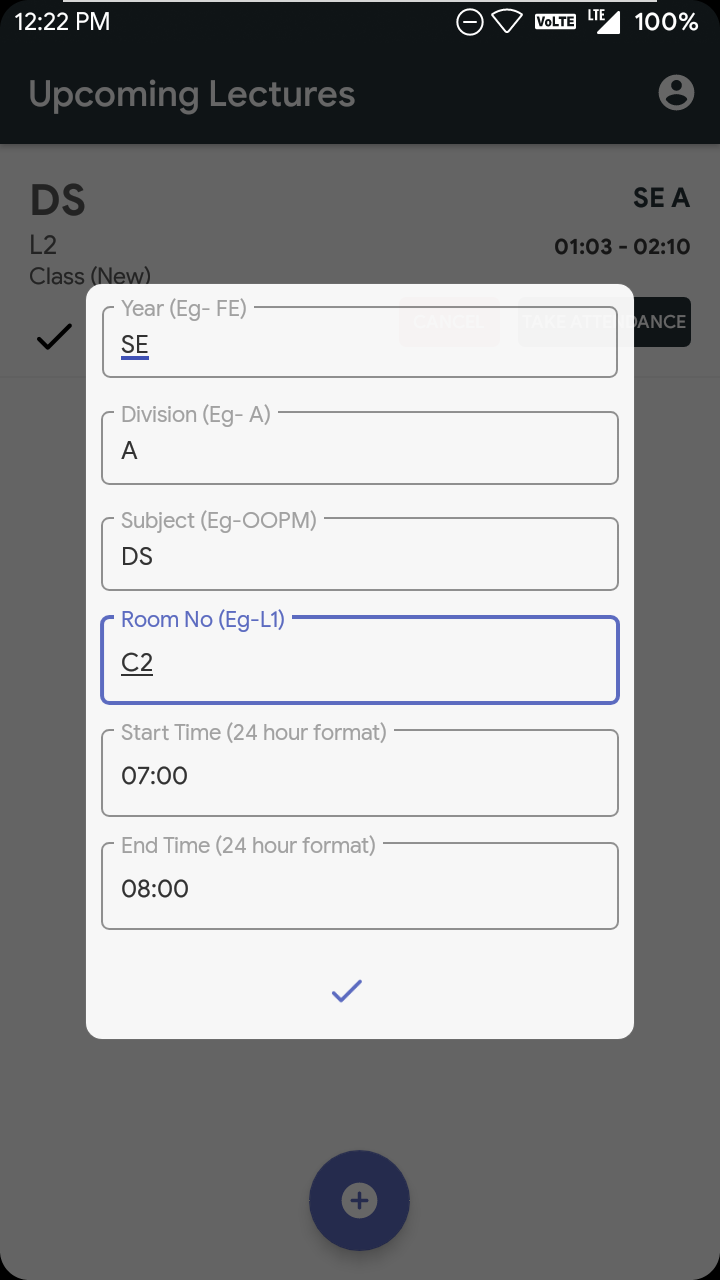 12:22 PM VoLTE LTE 100%
Upcoming Lectures
DS SE A
L2 01:03 - 02:10
Class (New)
CANCEL TAKE ATTENDANCE
Year (Eg- FE)
SE
Division (Eg- A)
A
Subject (Eg-OOPM)
DS
Room No (Eg-L1)
C2
Start Time (24 hour format)
07:00
End Time (24 hour format)
08:00